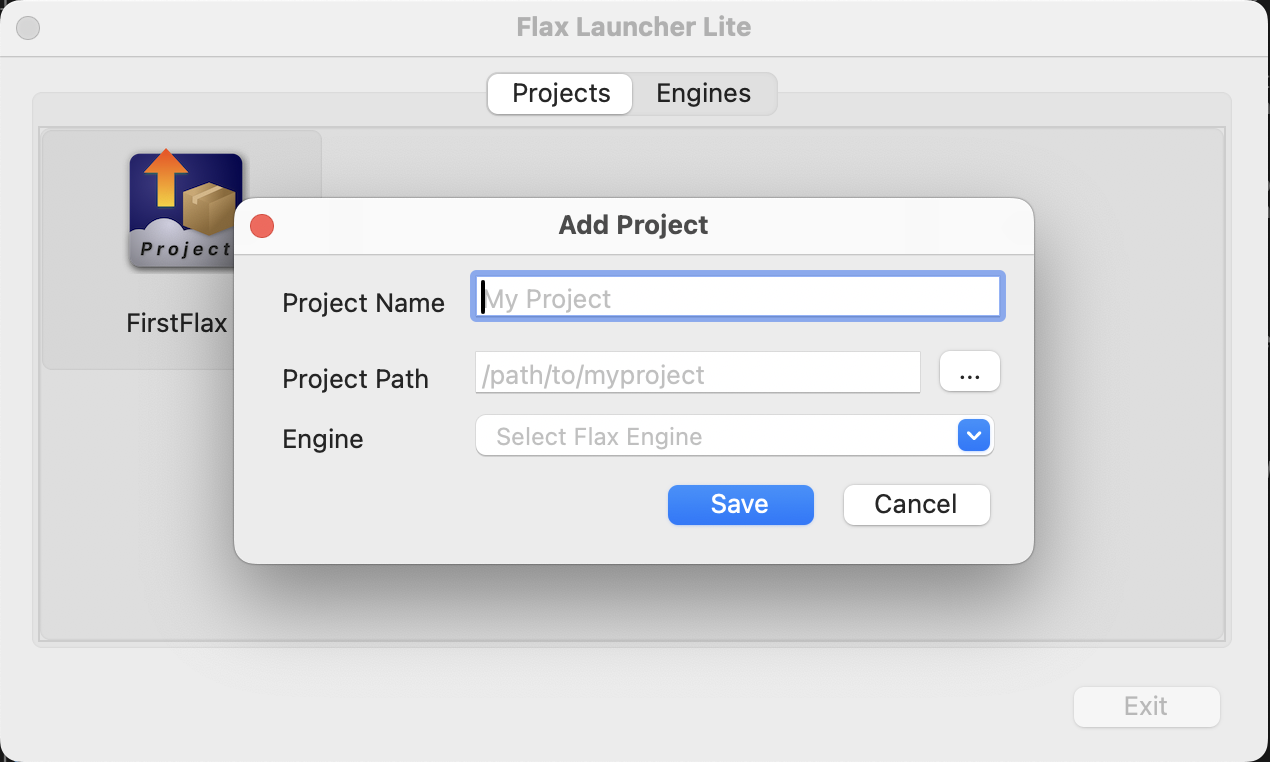 Flax Launcher Lite
Projects Engines
Project
FirstFlax
Add Project
Project Name My Project
Project Path /path/to/myproject ...
Engine Select Flax Engine
Save Cancel
Exit